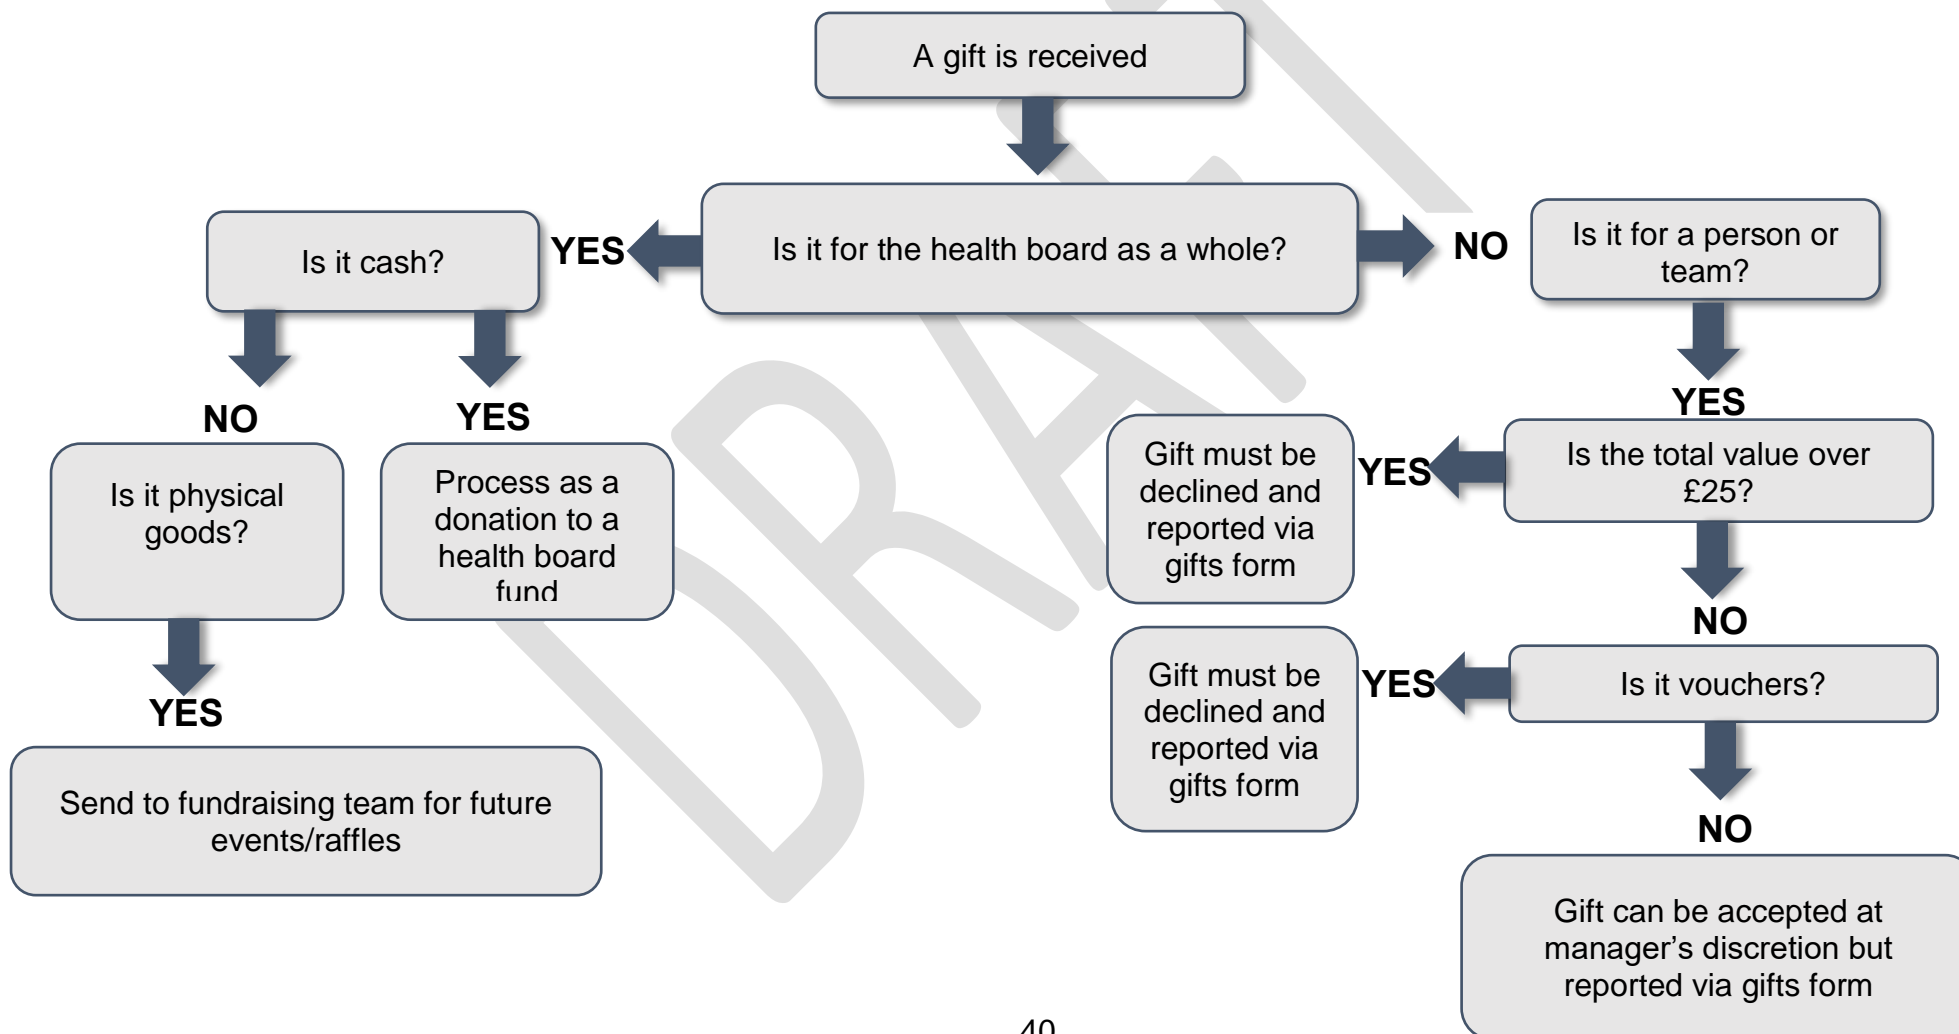 A gift is received
Is it for the health board as a whole?
YES
NO
Is it cash?
NO
YES
Is it physical
goods?
YES
Send to fundraising team for future
events/raffles
Process as a
donation to a
health board
fund
Is it for a person or
team?
YES
Is the total value over
£25?
YES
Gift must be
declined and
reported via
gifts form
NO
Is it vouchers?
YES
Gift must be
declined and
reported via
gifts form
NO
Gift can be accepted at
manager’s discretion but
reported via gifts form
40
DRAFT